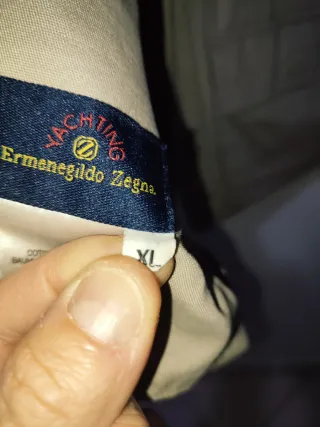 YACHTING
Ermenegildo Zegna.
XL